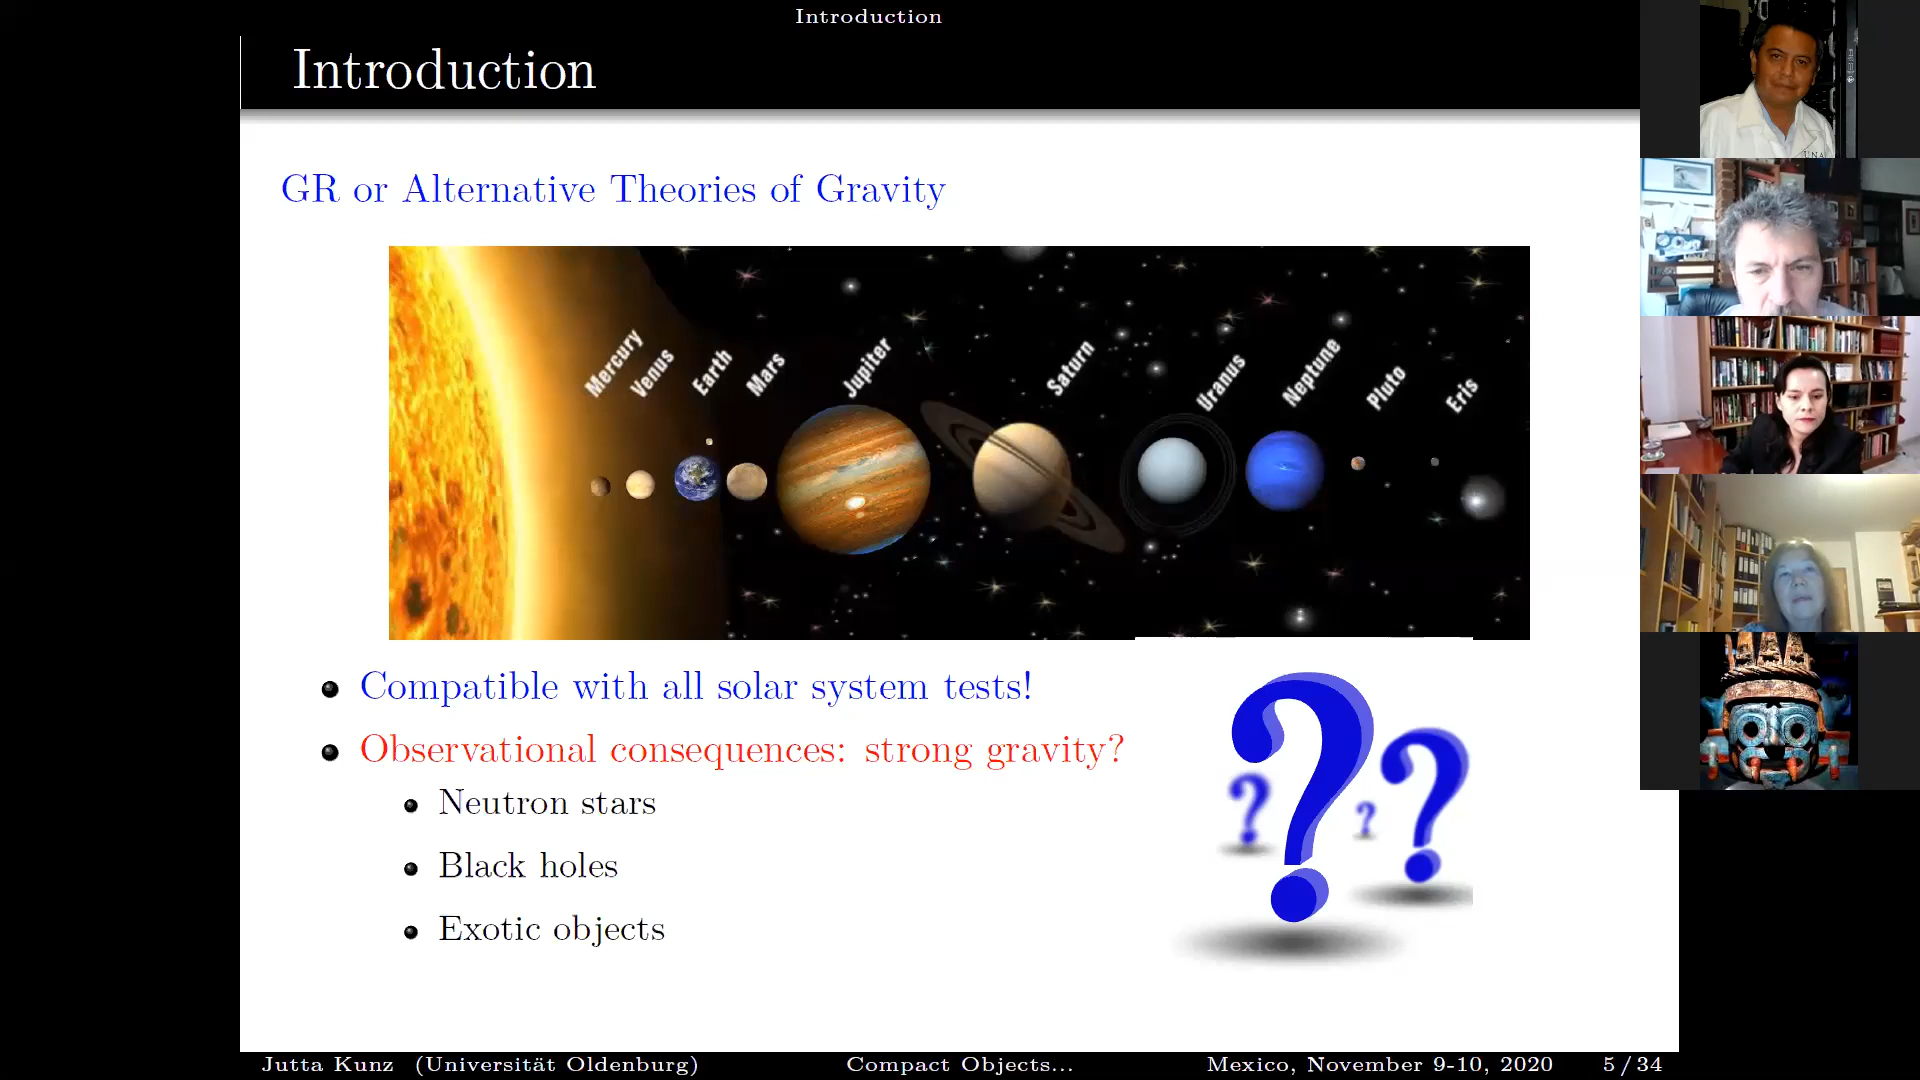 Introduction
Introduction
GR or Alternative Theories of Gravity
Mercury
Venus
Earth
Mars
Jupiter
Saturn
Uranus
Neptune
Pluto
Eris
Compatible with all solar system tests!
Observational consequences: strong gravity?
Neutron stars
Black holes
Exotic objects
? ? ? ?
Jutta Kunz (Universität Oldenburg) Compact Objects... Mexico, November 9-10, 2020 5 / 34